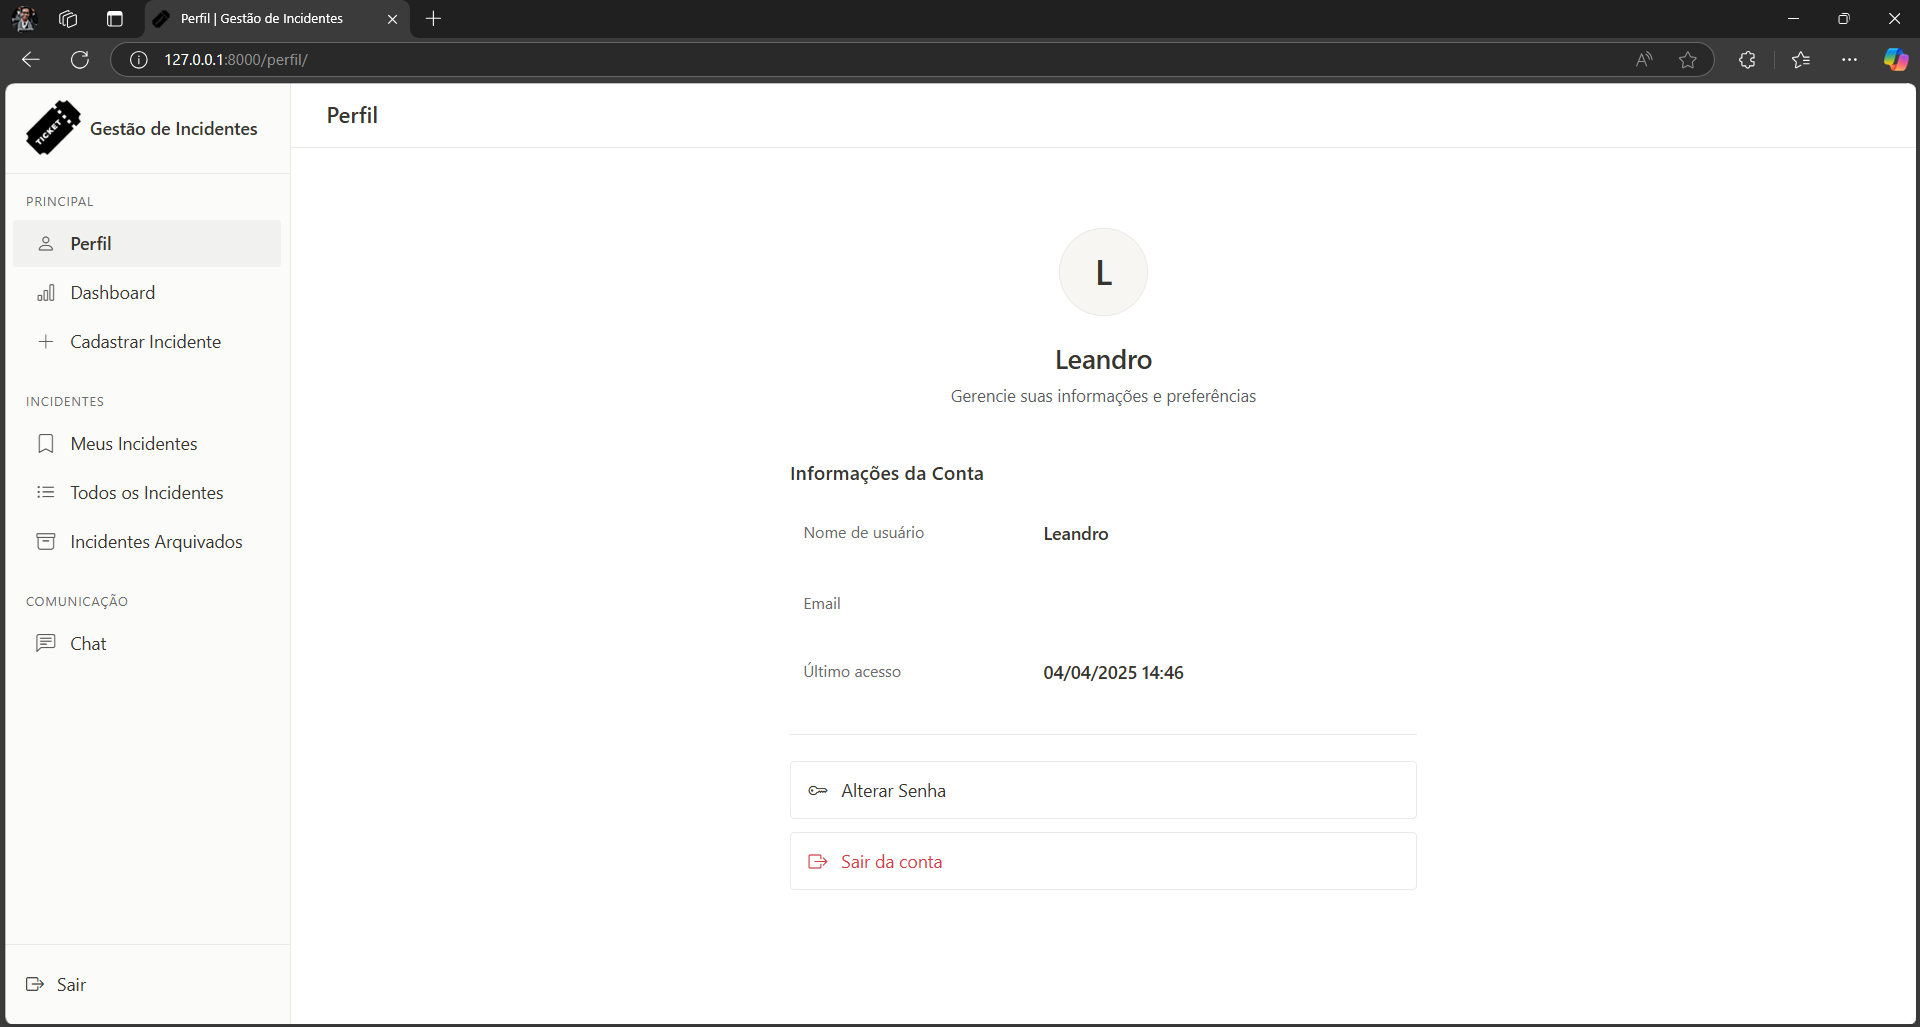 Perfil | Gestão de Incidentes
127.0.0.1:8000/perfil/
TICKET
Gestão de Incidentes
Perfil
PRINCIPAL
Perfil
Dashboard
Cadastrar Incidente
INCIDENTES
Meus Incidentes
Todos os Incidentes
Incidentes Arquivados
COMUNICAÇÃO
Chat
Sair
L
Leandro
Gerencie suas informações e preferências
Informações da Conta
Nome de usuário Leandro
Email
Último acesso 04/04/2025 14:46
Alterar Senha
Sair da conta